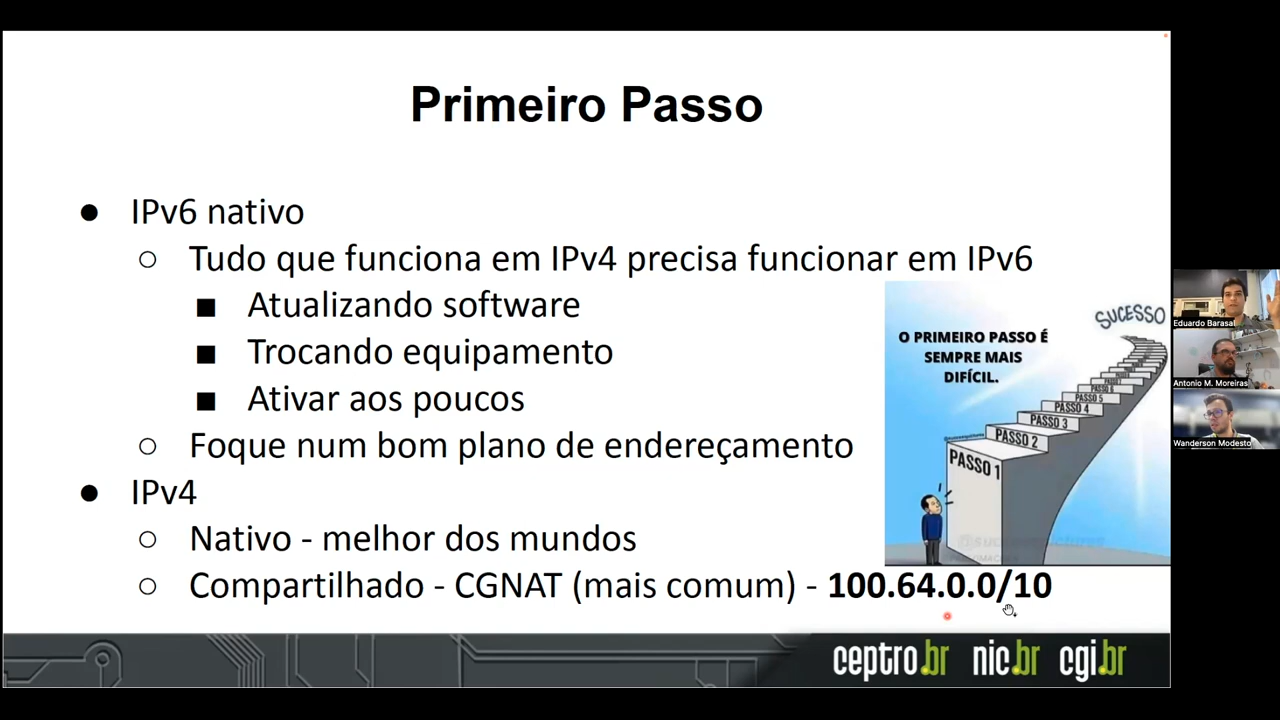 Primeiro Passo
● IPv6 nativo
○ Tudo que funciona em IPv4 precisa funcionar em IPv6
■ Atualizando software
■ Trocando equipamento
■ Ativar aos poucos
○ Foque num bom plano de endereçamento
● IPv4
○ Nativo - melhor dos mundos
○ Compartilhado - CGNAT (mais comum) - 100.64.0.0/10
SUCESSO
O PRIMEIRO PASSO É
SEMPRE MAIS
DIFÍCIL.
PASSO 5
PASSO 4
PASSO 3
PASSO 2
PASSO 1
Eduardo Barasal
Antonio M. Moreiras
Wanderson Modesto
ceptro.br nic.br cgi.br